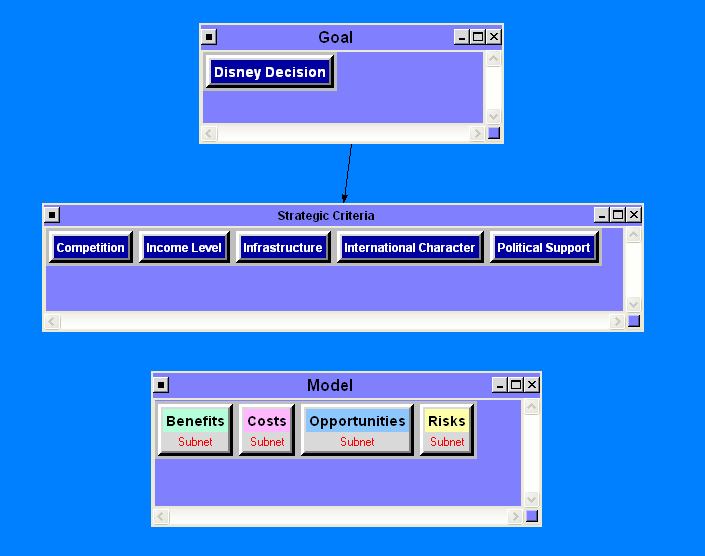 Goal
Disney Decision
Strategic Criteria
Competition Income Level Infrastructure International Character Political Support
Model
Benefits Costs Opportunities Risks
Subnet Subnet Subnet Subnet